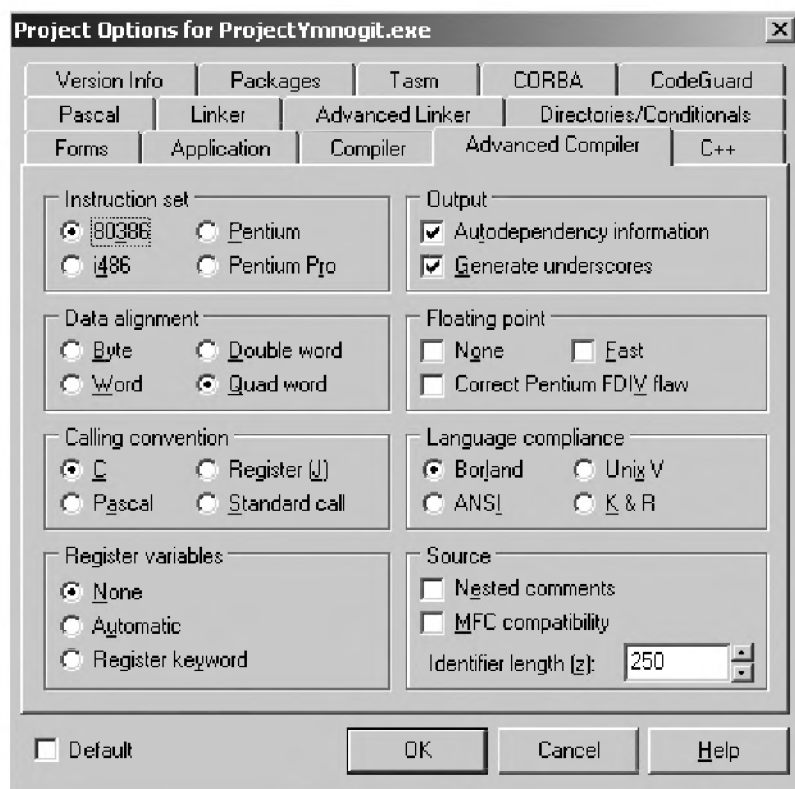 Project Options for ProjectYmnogit.exe
Version Info Packages Tasm CORBA CodeGuard
Pascal Linker Advanced Linker Directories/Conditionals
Forms Application Compiler Advanced Compiler C++
Instruction set
80386 Pentium
i486 Pentium Pro
Output
Autodependency information
Generate underscores
Data alignment
Byte Double word
Word Quad word
Floating point
None Fast
Correct Pentium FDIV flaw
Calling convention
C Register (J)
Pascal Standard call
Language compliance
Borland Unix V
ANSI K & R
Register variables
None
Automatic
Register keyword
Source
Nested comments
MFC compatibility
Identifier length (z): 250
Default OK Cancel Help